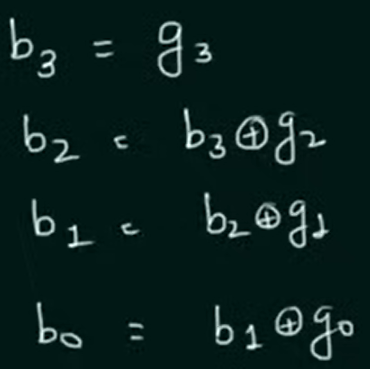 b₃ = g₃
b₂ = b₃ ⊕ g₂
b₁ = b₂ ⊕ g₁
b₀ = b₁ ⊕ g₀